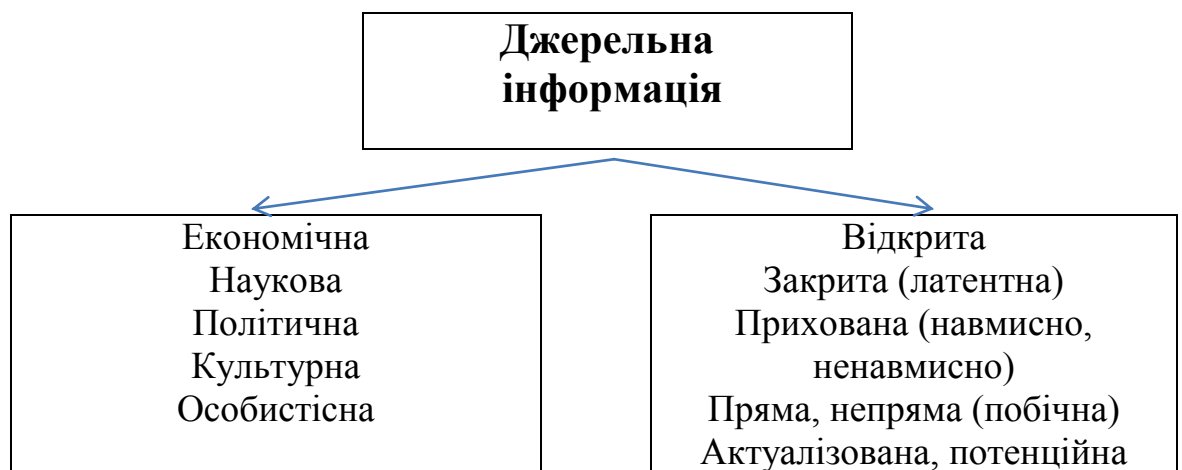 Джерельна
інформація
Економічна
Наукова
Політична
Культурна
Особистісна
Відкрита
Закрита (латентна)
Прихована (навмисно,
ненавмисно)
Пряма, непряма (побічна)
Актуалізована, потенційна